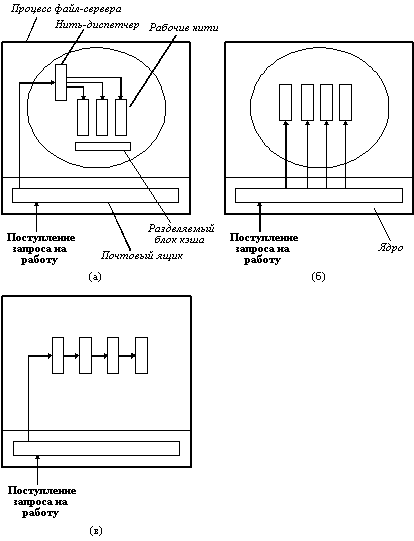 Процесс файл-сервера
Нить-диспетчер
Рабочие нити
Разделяемый
блок кэша
Поступление
запроса на
работу
Почтовый ящик
(а)
Поступление
запроса на
работу
Ядро
(б)
Поступление
запроса на
работу
(в)